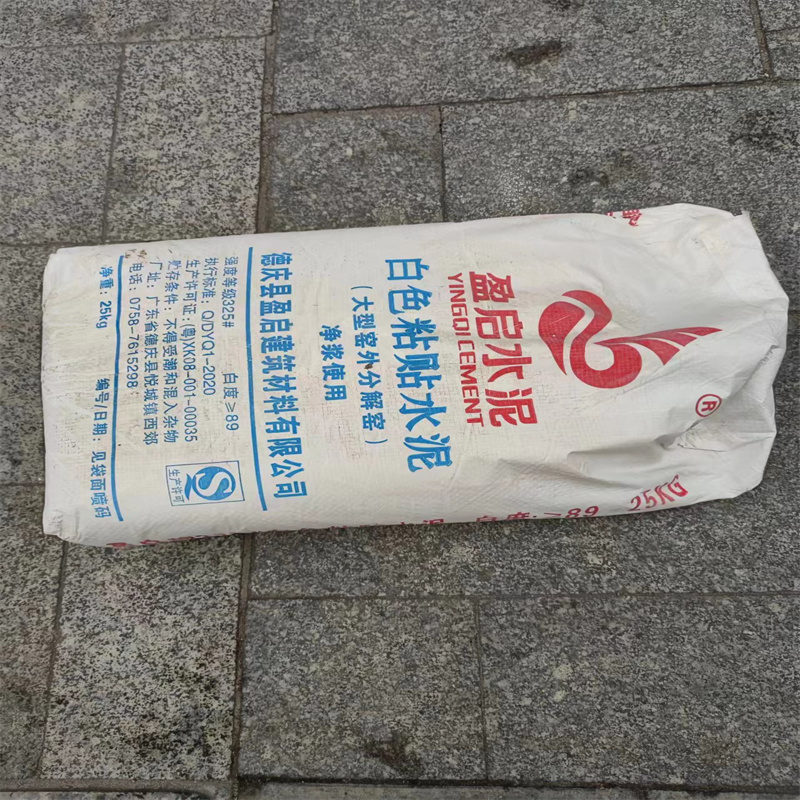 ®
盈启水泥
YINGQI CEMENT
白色粘贴水泥
(大型窑外分解窑)
净浆使用
德庆县盈启建筑材料有限公司
强度等级325# 白度≥89
执行标准：Q/DYQ1-2020
生产许可证：(粤)XK08-001-00035
贮存条件：不得受潮和混入杂物
厂址：广东省德庆县悦城镇西郊
电话：0758-7615298
生产许可
净重：25kg 编号/日期：见袋面喷码
89 25KG